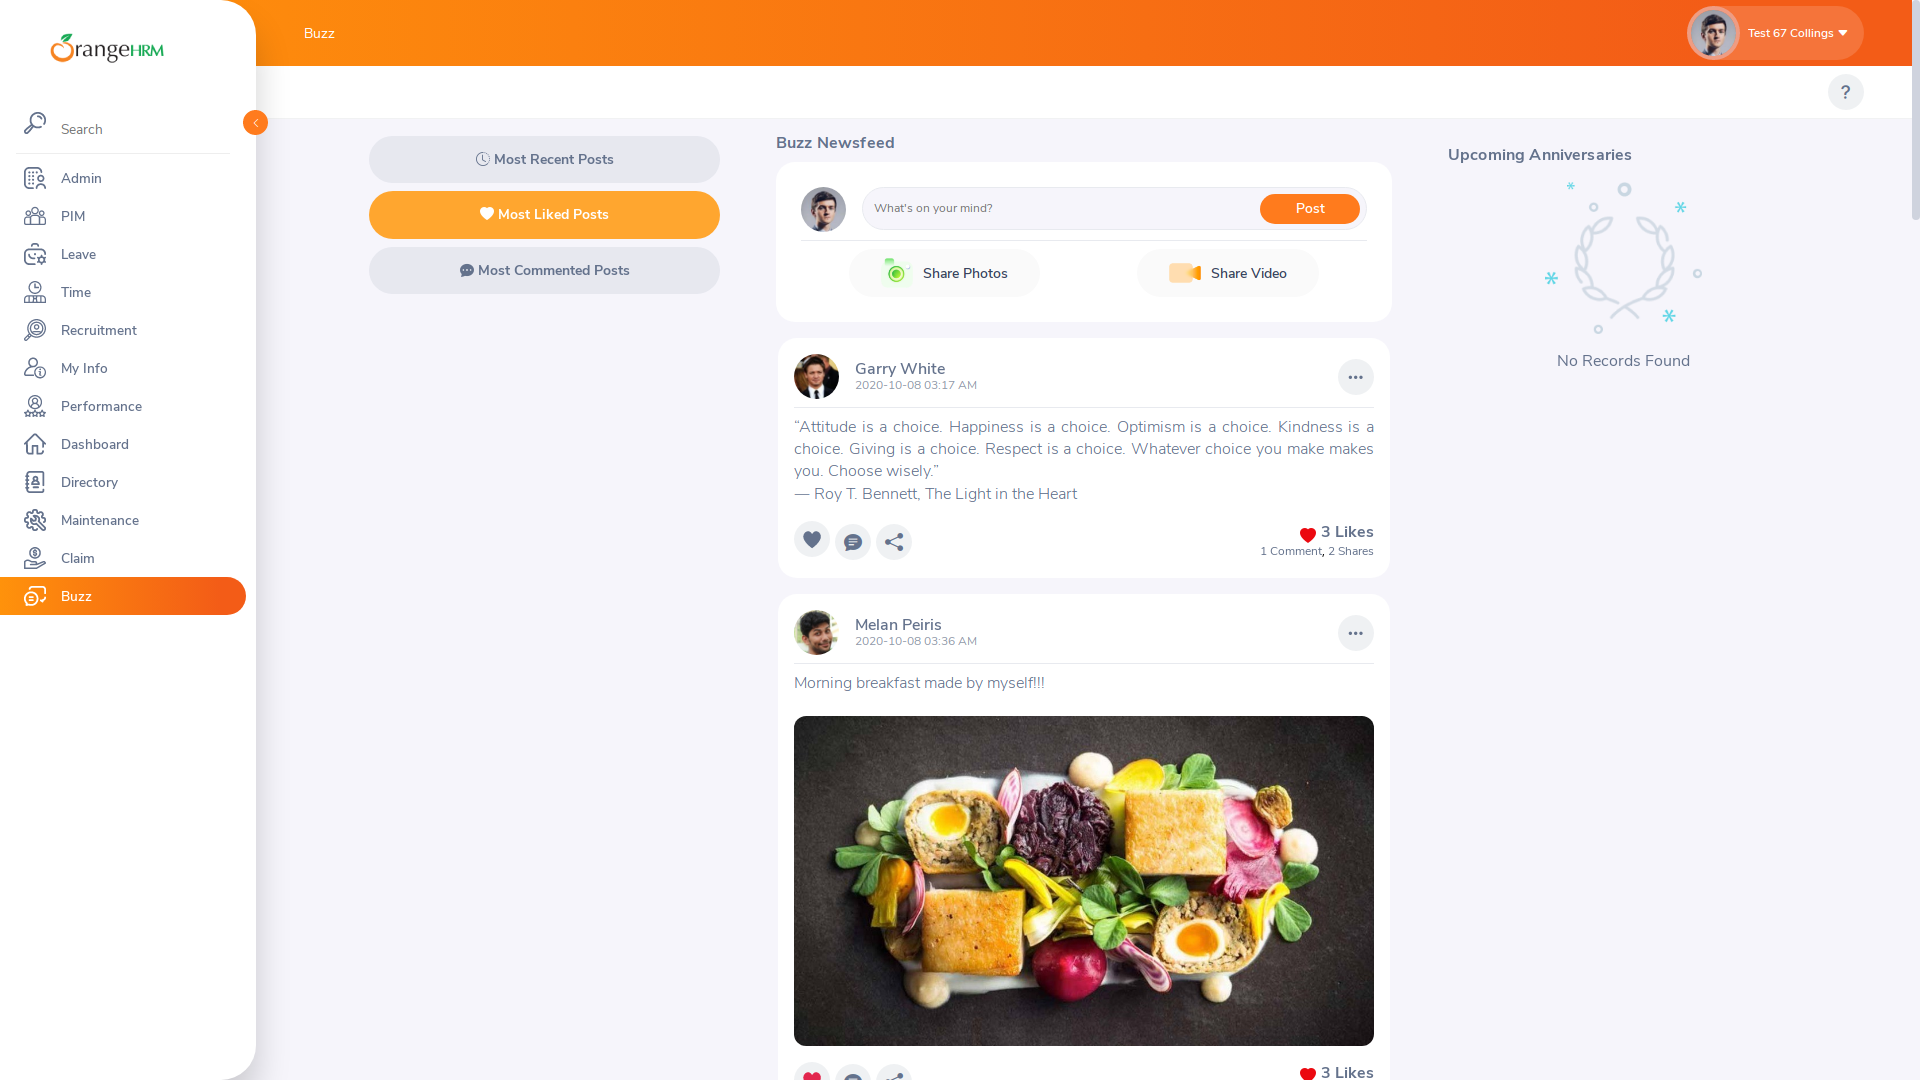 OrangeHRM
Buzz
Test 67 Collings
?
Search
Admin
PIM
Leave
Time
Recruitment
My Info
Performance
Dashboard
Directory
Maintenance
Claim
Buzz
Most Recent Posts
Most Liked Posts
Most Commented Posts
Buzz Newsfeed
What's on your mind?
Post
Share Photos
Share Video
Garry White
2020-10-08 03:17 AM
“Attitude is a choice. Happiness is a choice. Optimism is a choice. Kindness is a
choice. Giving is a choice. Respect is a choice. Whatever choice you make makes
you. Choose wisely.”
― Roy T. Bennett, The Light in the Heart
3 Likes
1 Comment, 2 Shares
Melan Peiris
2020-10-08 03:36 AM
Morning breakfast made by myself!!!
3 Likes
Upcoming Anniversaries
No Records Found